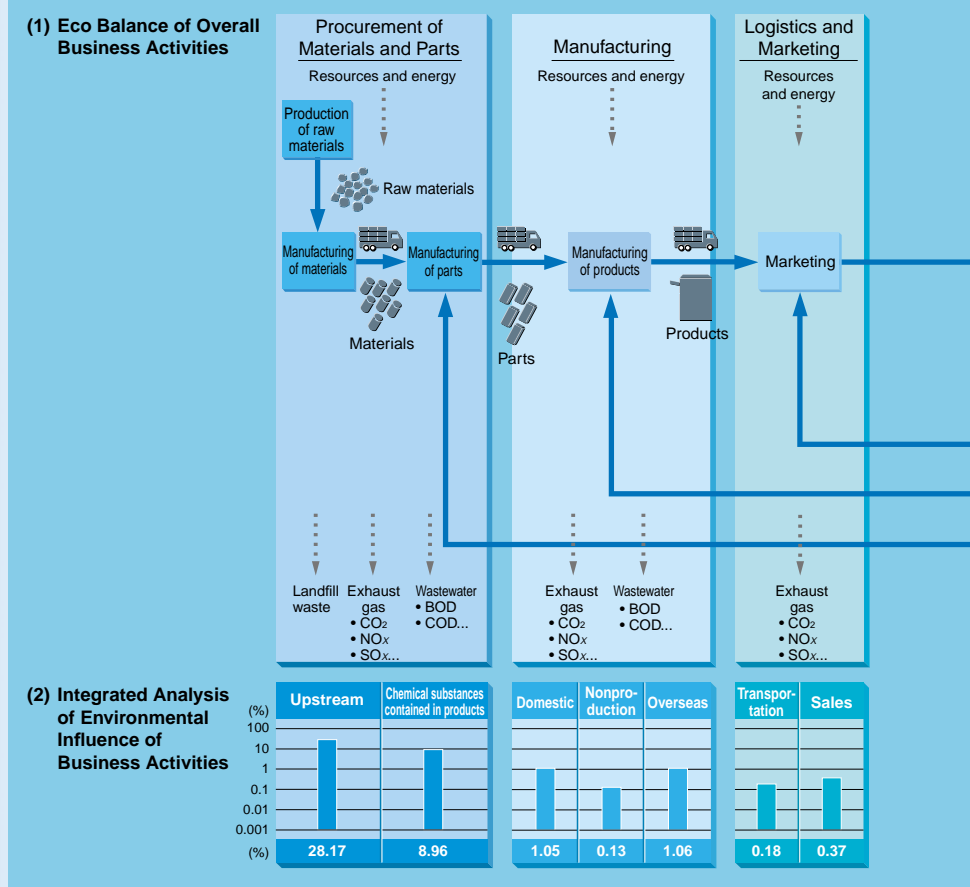 (1) Eco Balance of Overall
Business Activities
Procurement of
Materials and Parts
Resources and energy
Production
of raw
materials
Raw materials
Manufacturing
of materials
Manufacturing
of parts
Materials
Landfill
waste
Exhaust
gas
• CO2
• NOx
• SOx...
Wastewater
• BOD
• COD...
Manufacturing
Resources and energy
Parts
Manufacturing
of products
Exhaust
gas
• CO2
• NOx
• SOx...
Wastewater
• BOD
• COD...
Logistics and
Marketing
Resources
and energy
Products
Marketing
Exhaust
gas
• CO2
• NOx
• SOx...
(2) Integrated Analysis
of Environmental
Influence of
Business Activities
(%)
100
10
1
0.1
0.01
0.001
(%)
Upstream
28.17
Chemical substances
contained in products
8.96
Domestic
1.05
Nonpro-
duction
0.13
Overseas
1.06
Transpor-
tation
0.18
Sales
0.37